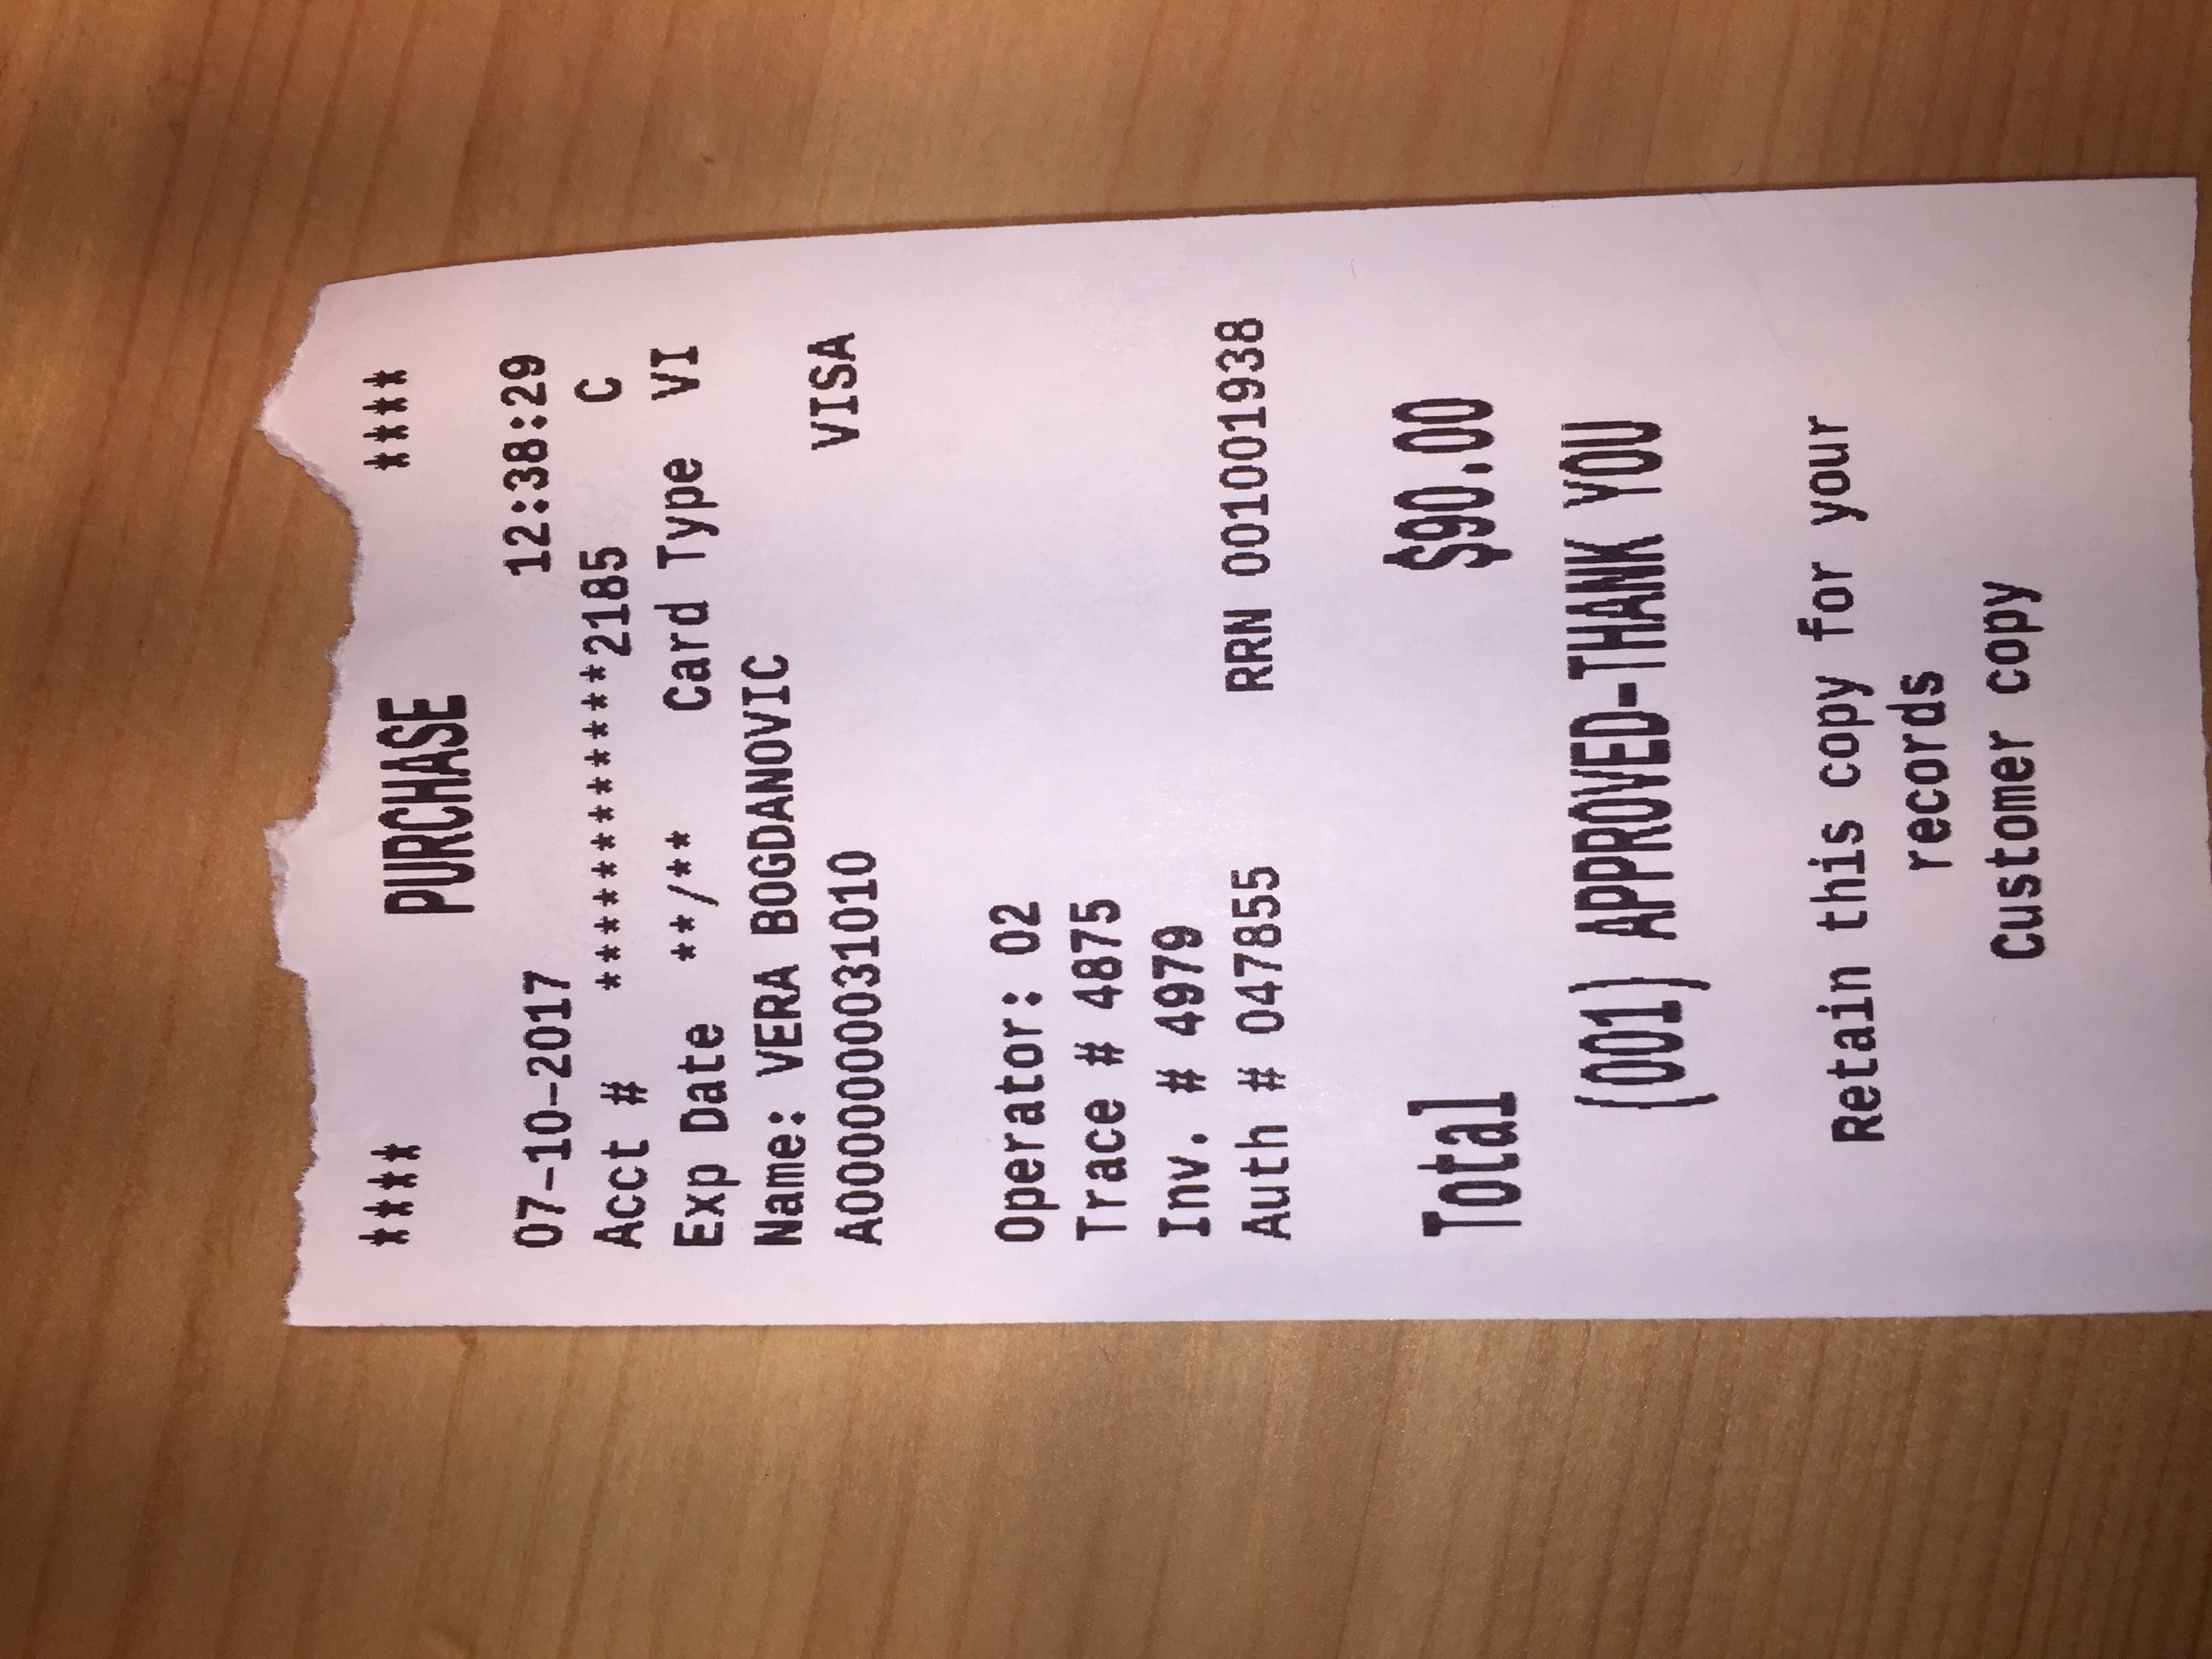 **** PURCHASE ****
07-10-2017 12:38:29
Acct # ************2185 C
Exp Date **/** Card Type VI
Name: VERA BOGDANOVIC
A0000000031010 VISA
Operator: 02
Trace # 4875
Inv. # 4979
Auth # 047855 RRN 001001938
Total $90.00
(001) APPROVED-THANK YOU
Retain this copy for your
records
Customer copy